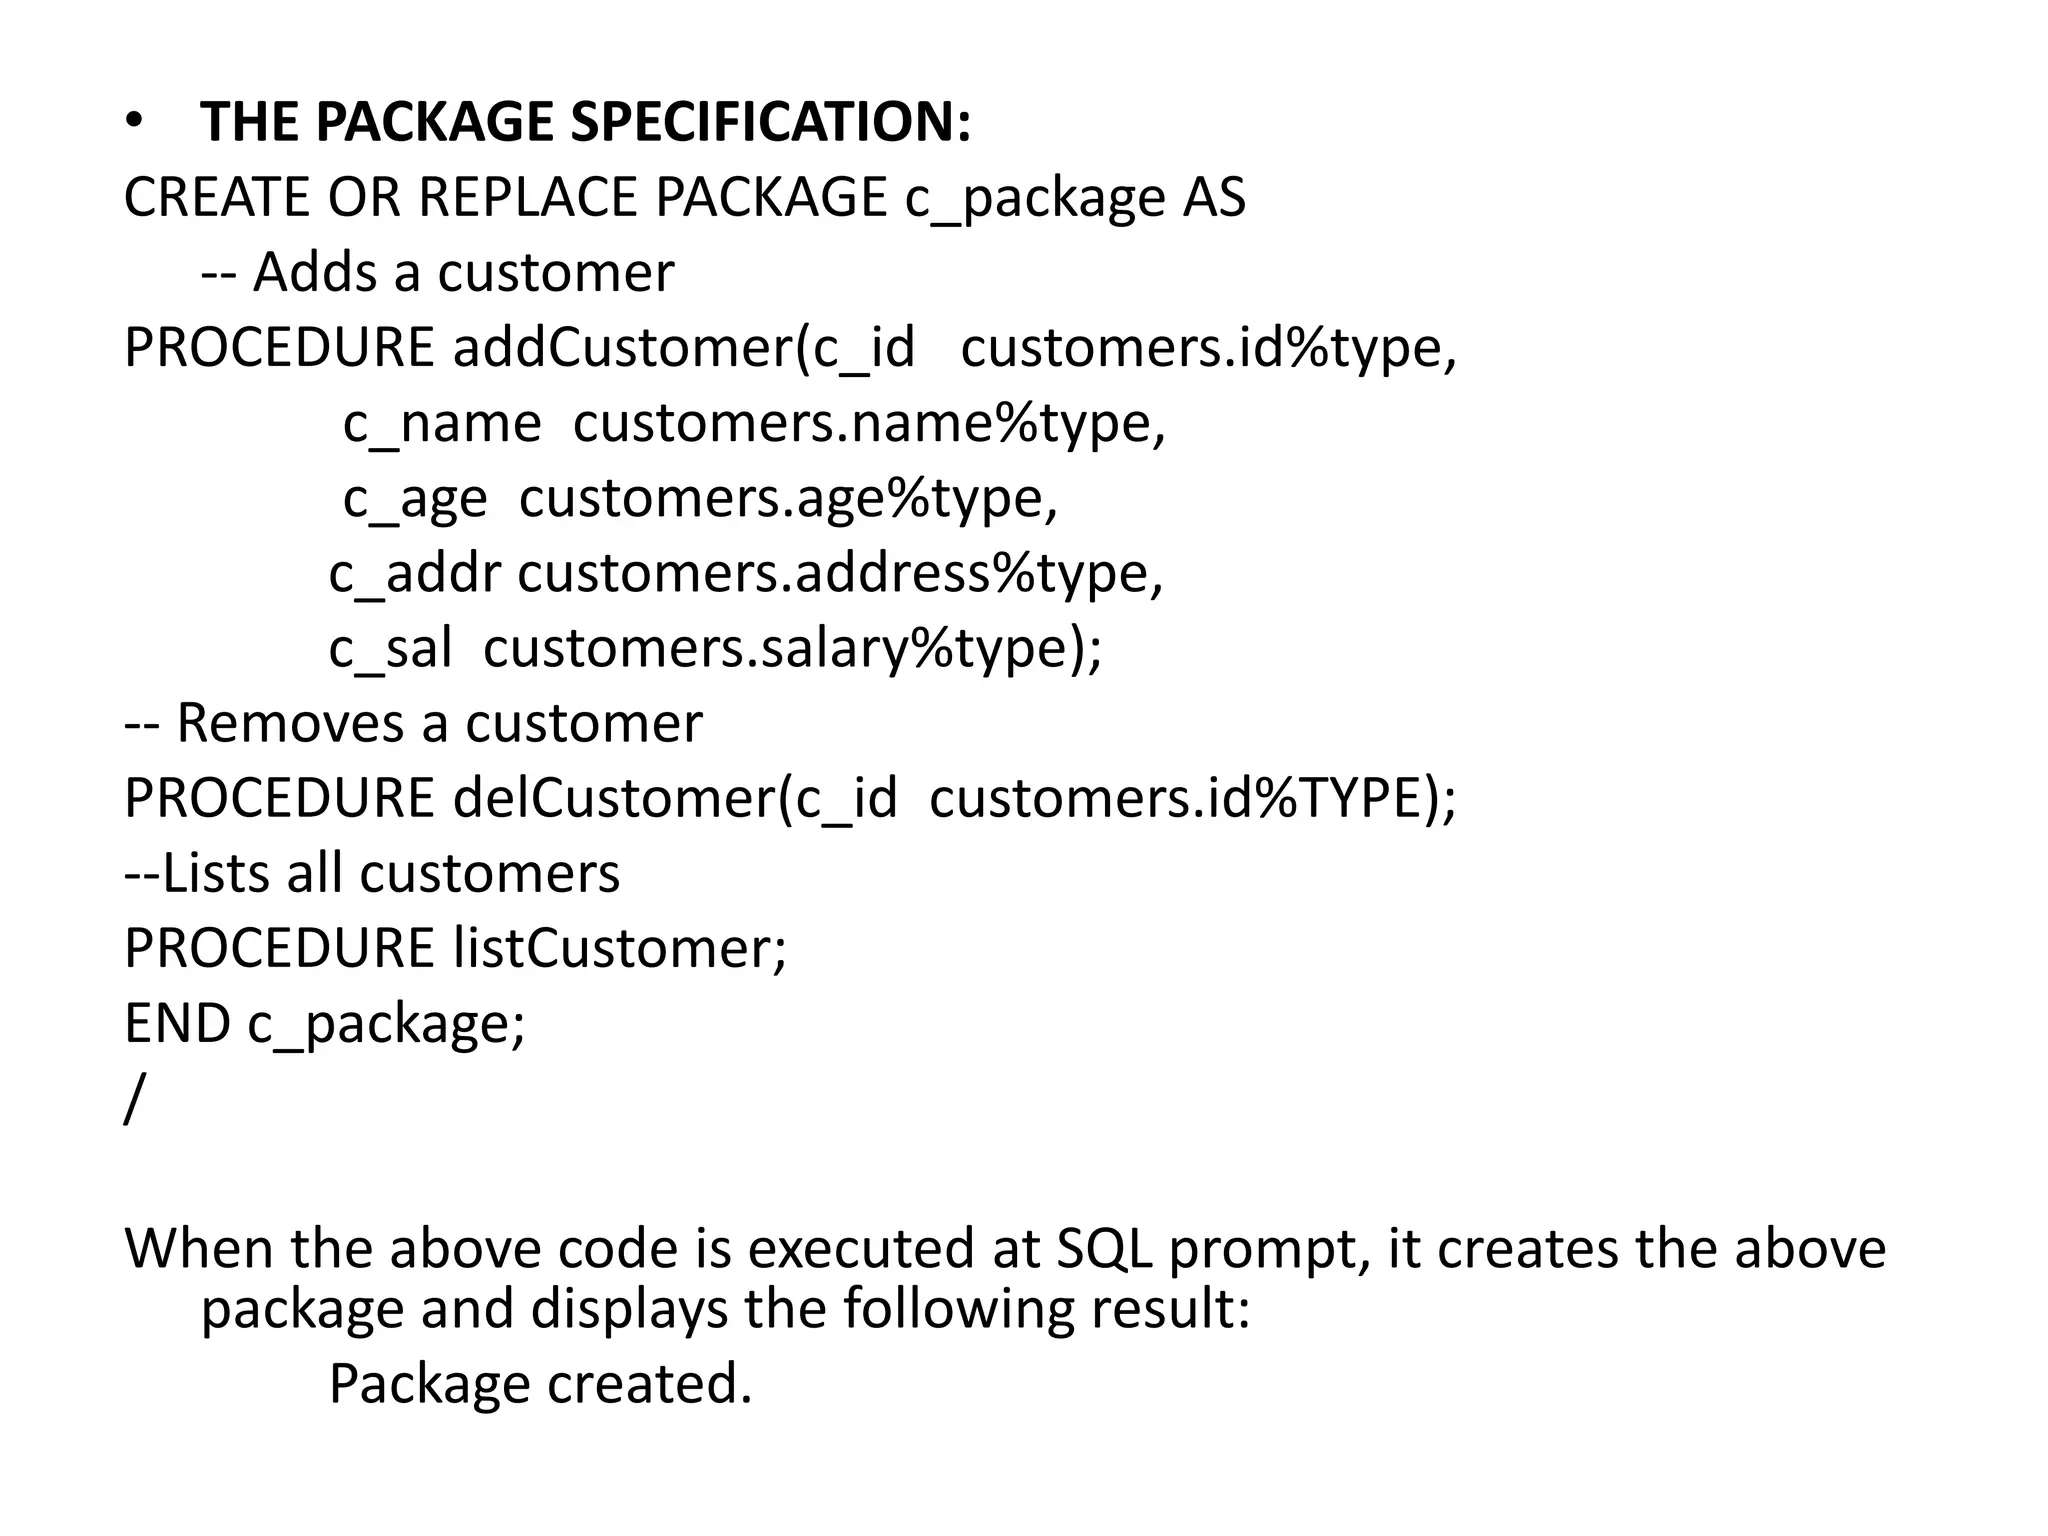 • THE PACKAGE SPECIFICATION:
CREATE OR REPLACE PACKAGE c_package AS
-- Adds a customer
PROCEDURE addCustomer(c_id   customers.id%type,
c_name  customers.name%type,
c_age  customers.age%type,
c_addr customers.address%type,
c_sal  customers.salary%type);
-- Removes a customer
PROCEDURE delCustomer(c_id  customers.id%TYPE);
--Lists all customers
PROCEDURE listCustomer;
END c_package;
/
When the above code is executed at SQL prompt, it creates the above
package and displays the following result:
Package created.